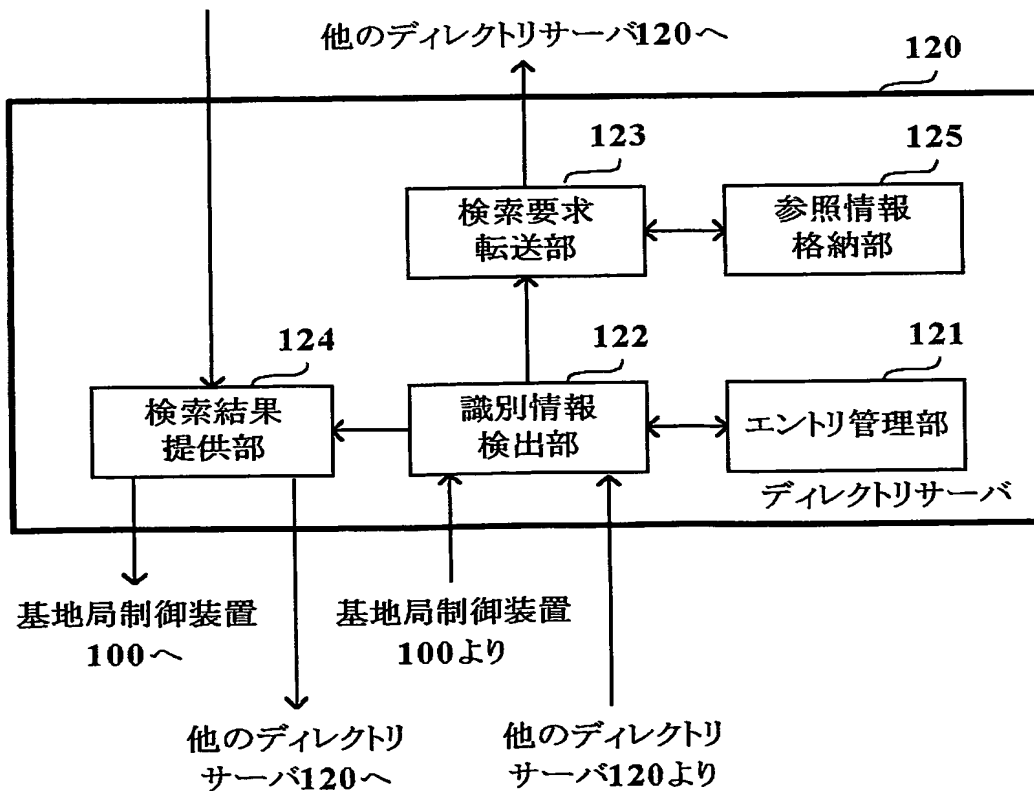 他のディレクトリサーバ120へ
120
123
125
検索要求
転送部
参照情報
格納部
124
122
121
検索結果
提供部
識別情報
検出部
エントリ管理部
ディレクトリサーバ
基地局制御装置
100へ
基地局制御装置
100より
他のディレクトリ
サーバ120へ
他のディレクトリ
サーバ120より